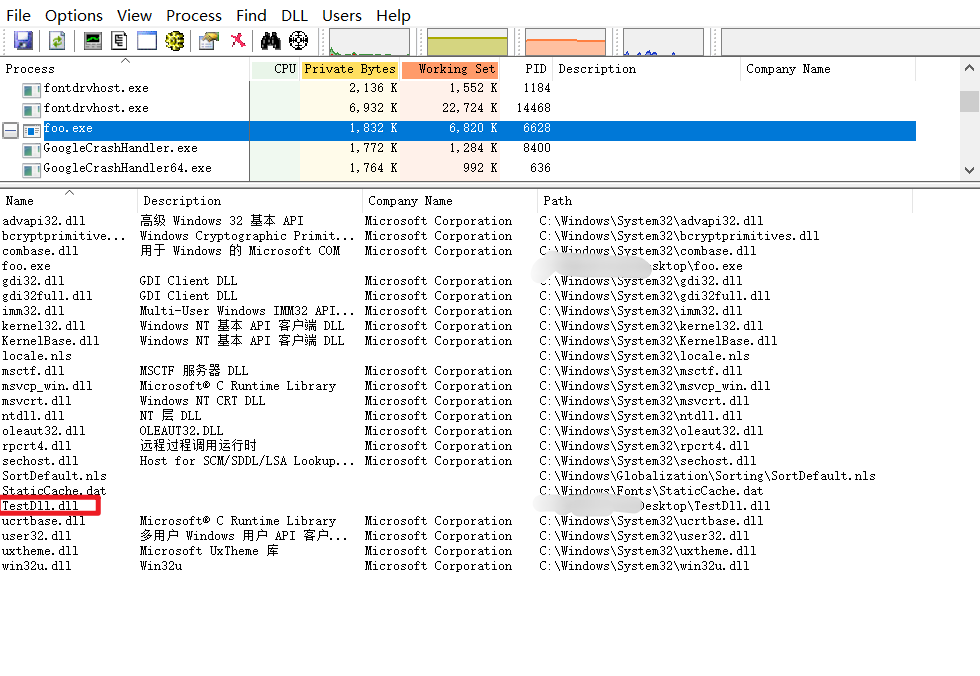 File Options View Process Find DLL Users Help
Process CPU Private Bytes Working Set PID Description Company Name
fontdrvhost.exe 2,136 K 1,552 K 1184
fontdrvhost.exe 6,932 K 22,724 K 14468
foo.exe 1,832 K 6,820 K 6628
GoogleCrashHandler.exe 1,772 K 1,284 K 8400
GoogleCrashHandler64.exe 1,764 K 992 K 636
Name Description Company Name Path
advapi32.dll 高级 Windows 32 基本 API Microsoft Corporation C:\Windows\System32\advapi32.dll
bcryptprimitive... Windows Cryptographic Primit... Microsoft Corporation C:\Windows\System32\bcryptprimitives.dll
combase.dll 用于 Windows 的 Microsoft COM Microsoft Corporation C:\Windows\System32\combase.dll
foo.exe sktop\foo.exe
gdi32.dll GDI Client DLL Microsoft Corporation C:\Windows\System32\gdi32.dll
gdi32full.dll GDI Client DLL Microsoft Corporation C:\Windows\System32\gdi32full.dll
imm32.dll Multi-User Windows IMM32 API... Microsoft Corporation C:\Windows\System32\imm32.dll
kernel32.dll Windows NT 基本 API 客户端 DLL Microsoft Corporation C:\Windows\System32\kernel32.dll
KernelBase.dll Windows NT 基本 API 客户端 DLL Microsoft Corporation C:\Windows\System32\KernelBase.dll
locale.nls C:\Windows\System32\locale.nls
msctf.dll MSCTF 服务器 DLL Microsoft Corporation C:\Windows\System32\msctf.dll
msvcp_win.dll Microsoft® C Runtime Library Microsoft Corporation C:\Windows\System32\msvcp_win.dll
msvcrt.dll Windows NT CRT DLL Microsoft Corporation C:\Windows\System32\msvcrt.dll
ntdll.dll NT 层 DLL Microsoft Corporation C:\Windows\System32\ntdll.dll
oleaut32.dll OLEAUT32.DLL Microsoft Corporation C:\Windows\System32\oleaut32.dll
rpcrt4.dll 远程过程调用运行时 Microsoft Corporation C:\Windows\System32\rpcrt4.dll
sechost.dll Host for SCM/SDDL/LSA Lookup... Microsoft Corporation C:\Windows\System32\sechost.dll
SortDefault.nls C:\Windows\Globalization\Sorting\SortDefault.nls
StaticCache.dat C:\Windows\Fonts\StaticCache.dat
TestDll.dll Desktop\TestDll.dll
ucrtbase.dll Microsoft® C Runtime Library Microsoft Corporation C:\Windows\System32\ucrtbase.dll
user32.dll 多用户 Windows 用户 API 客户... Microsoft Corporation C:\Windows\System32\user32.dll
uxtheme.dll Microsoft UxTheme 库 Microsoft Corporation C:\Windows\System32\uxtheme.dll
win32u.dll Win32u Microsoft Corporation C:\Windows\System32\win32u.dll